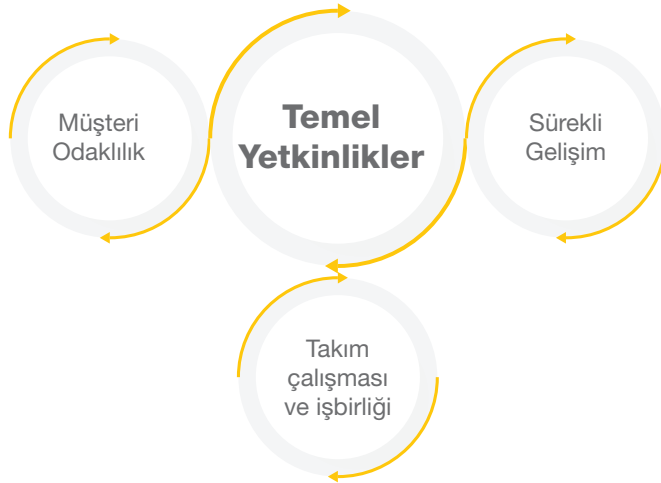 Müşteri
Odaklılık
Temel
Yetkinlikler
Sürekli
Gelişim
Takım
çalışması
ve işbirliği